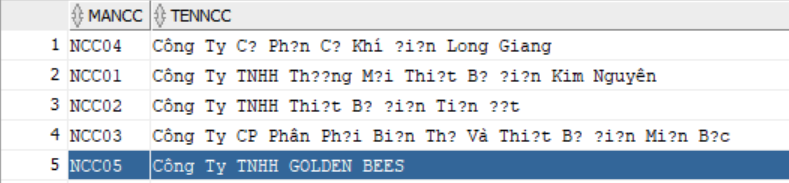 MANCC TENNCC
1 NCC04 Công Ty C? Ph?n C? Khí ?i?n Long Giang
2 NCC01 Công Ty TNHH Th??ng M?i Thi?t B? ?i?n Kim Nguyên
3 NCC02 Công Ty TNHH Thi?t B? ?i?n Ti?n ??t
4 NCC03 Công Ty CP Phân Ph?i Bi?n Th? Và Thi?t B? ?i?n Mi?n B?c
5 NCC05 Công Ty TNHH GOLDEN BEES